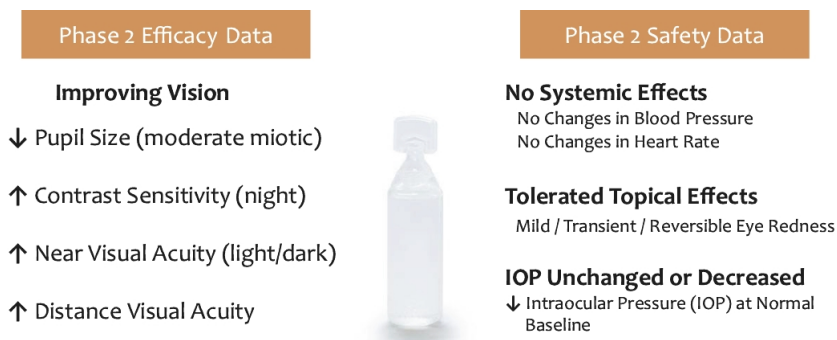 Phase 2 Efficacy Data
Improving Vision
↓ Pupil Size (moderate miotic)
↑ Contrast Sensitivity (night)
↑ Near Visual Acuity (light/dark)
↑ Distance Visual Acuity
Phase 2 Safety Data
No Systemic Effects
No Changes in Blood Pressure
No Changes in Heart Rate
Tolerated Topical Effects
Mild / Transient / Reversible Eye Redness
IOP Unchanged or Decreased
↓ Intraocular Pressure (IOP) at Normal
Baseline